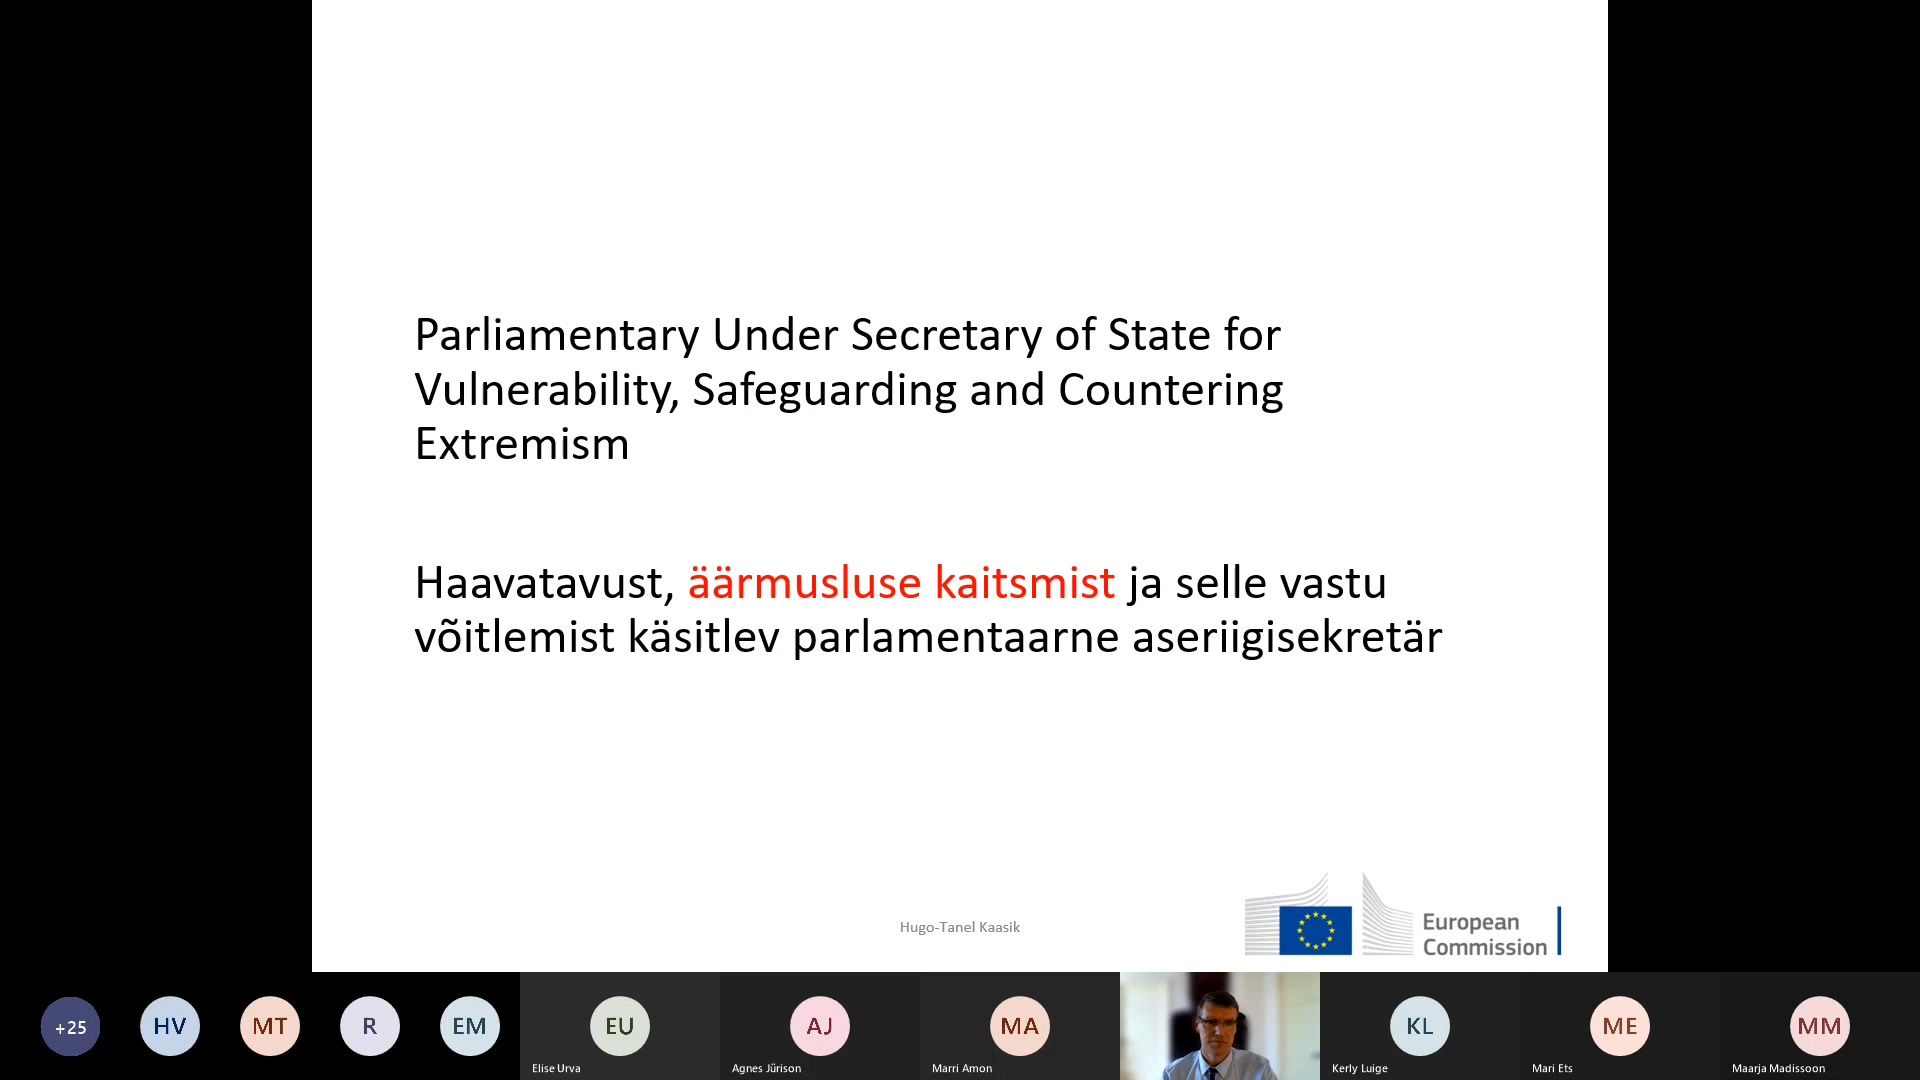 Parliamentary Under Secretary of State for
Vulnerability, Safeguarding and Countering
Extremism
Haavatavust, äärmusluse kaitsmist ja selle vastu
võitlemist käsitlev parlamentaarne aseriigisekretär
Hugo-Tanel Kaasik
European
Commission
+25
HV
MT
R
EM
EU
Elise Urva
AJ
Agnes Jürison
MA
Marri Amon
KL
Kerly Luige
ME
Mari Ets
MM
Maarja Madissoon